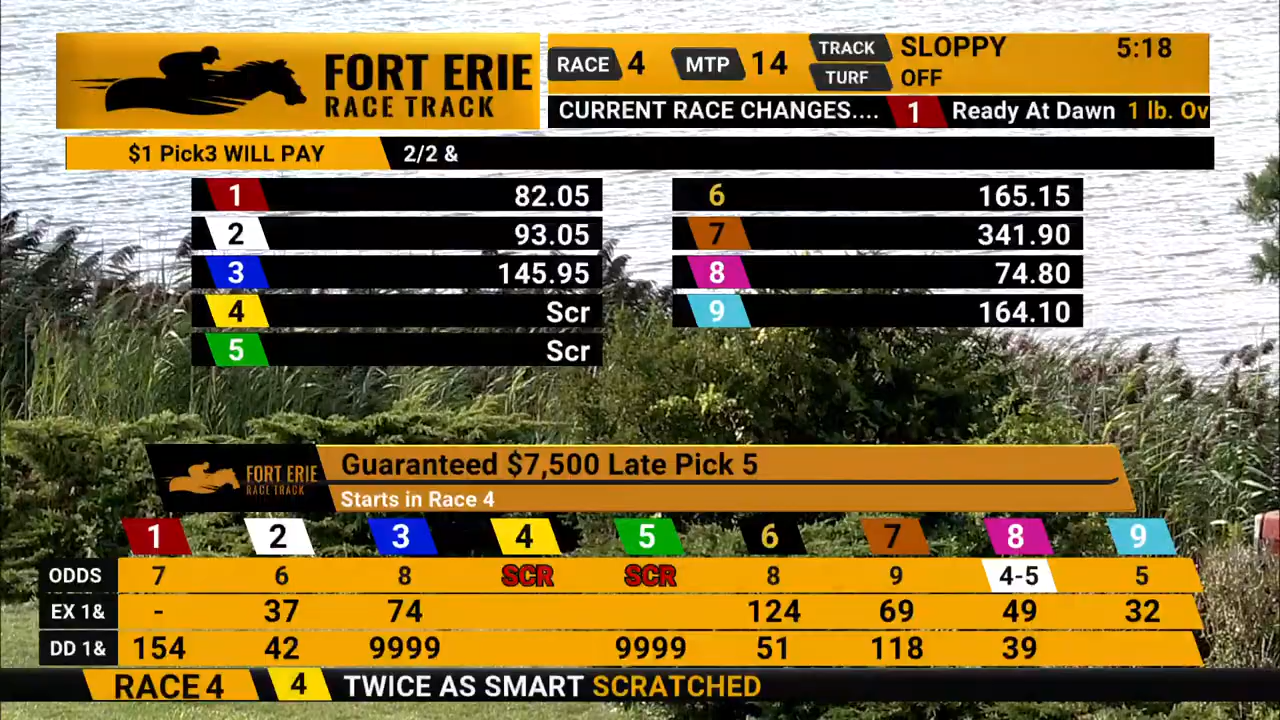 FORT ERIE
RACE TRACK
RACE 4 MTP 14 TRACK SLOPPY 5:18
TURF OFF
CURRENT RACE CHANGES.... 1 Ready At Dawn 1 lb. Ov
$1 Pick3 WILL PAY 2/2 &
1 82.05 6 165.15
2 93.05 7 341.90
3 145.95 8 74.80
4 Scr 9 164.10
5 Scr
FORT ERIE
RACE TRACK
Guaranteed $7,500 Late Pick 5
Starts in Race 4
1 2 3 4 5 6 7 8 9
ODDS 7 6 8 SCR SCR 8 9 4-5 5
EX 1& - 37 74 124 69 49 32
DD 1& 154 42 9999 9999 51 118 39
RACE 4 4 TWICE AS SMART SCRATCHED